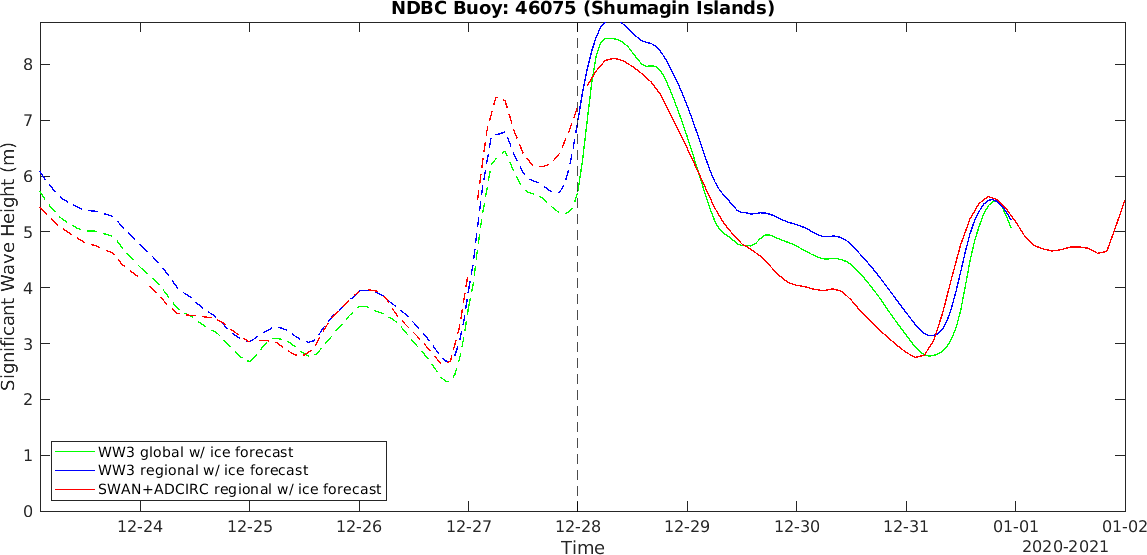 NDBC Buoy: 46075 (Shumagin Islands)
Significant Wave Height (m)
8
7
6
5
4
3
2
1
0
WW3 global w/ ice forecast
WW3 regional w/ ice forecast
SWAN+ADCIRC regional w/ ice forecast
12-24 12-25 12-26 12-27 12-28 12-29 12-30 12-31 01-01 01-02
Time
2020-2021